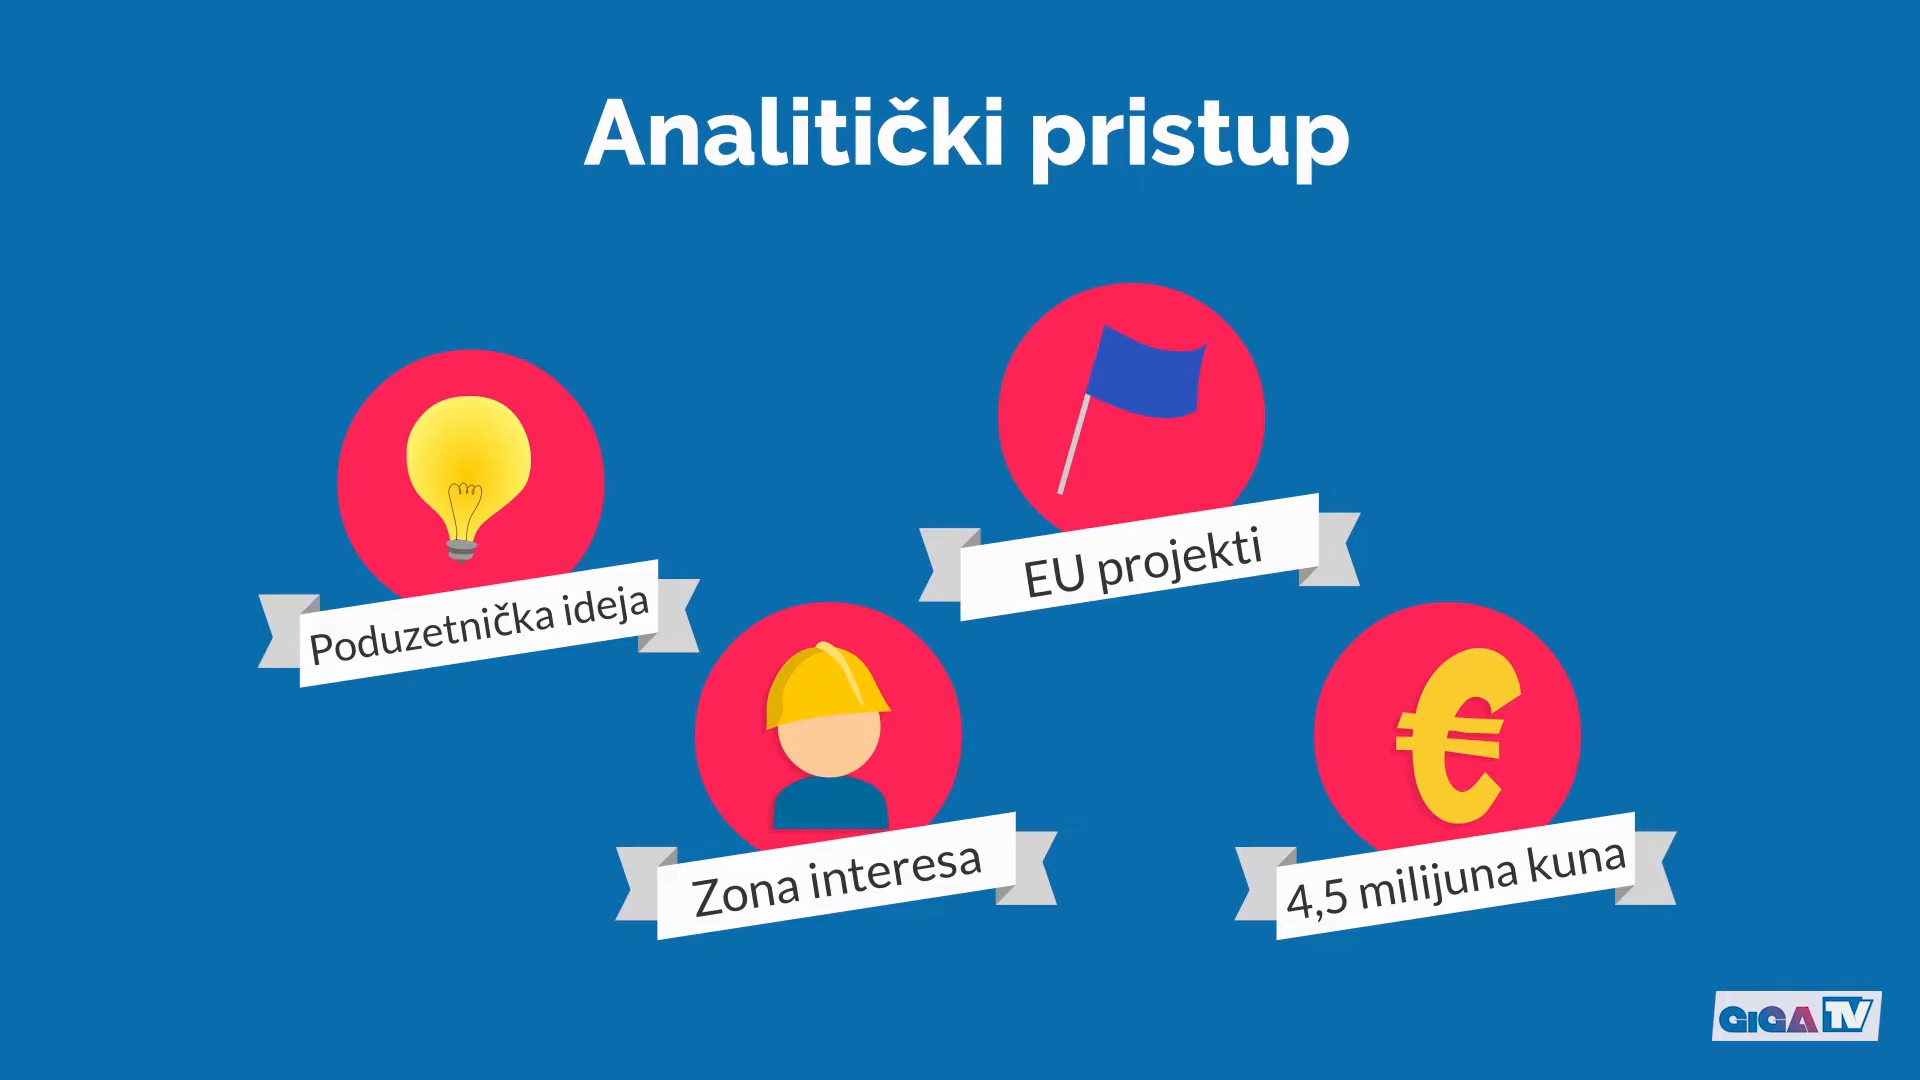 Analitički pristup
Poduzetnička ideja
EU projekti
Zona interesa
4,5 milijuna kuna
GIGA TV